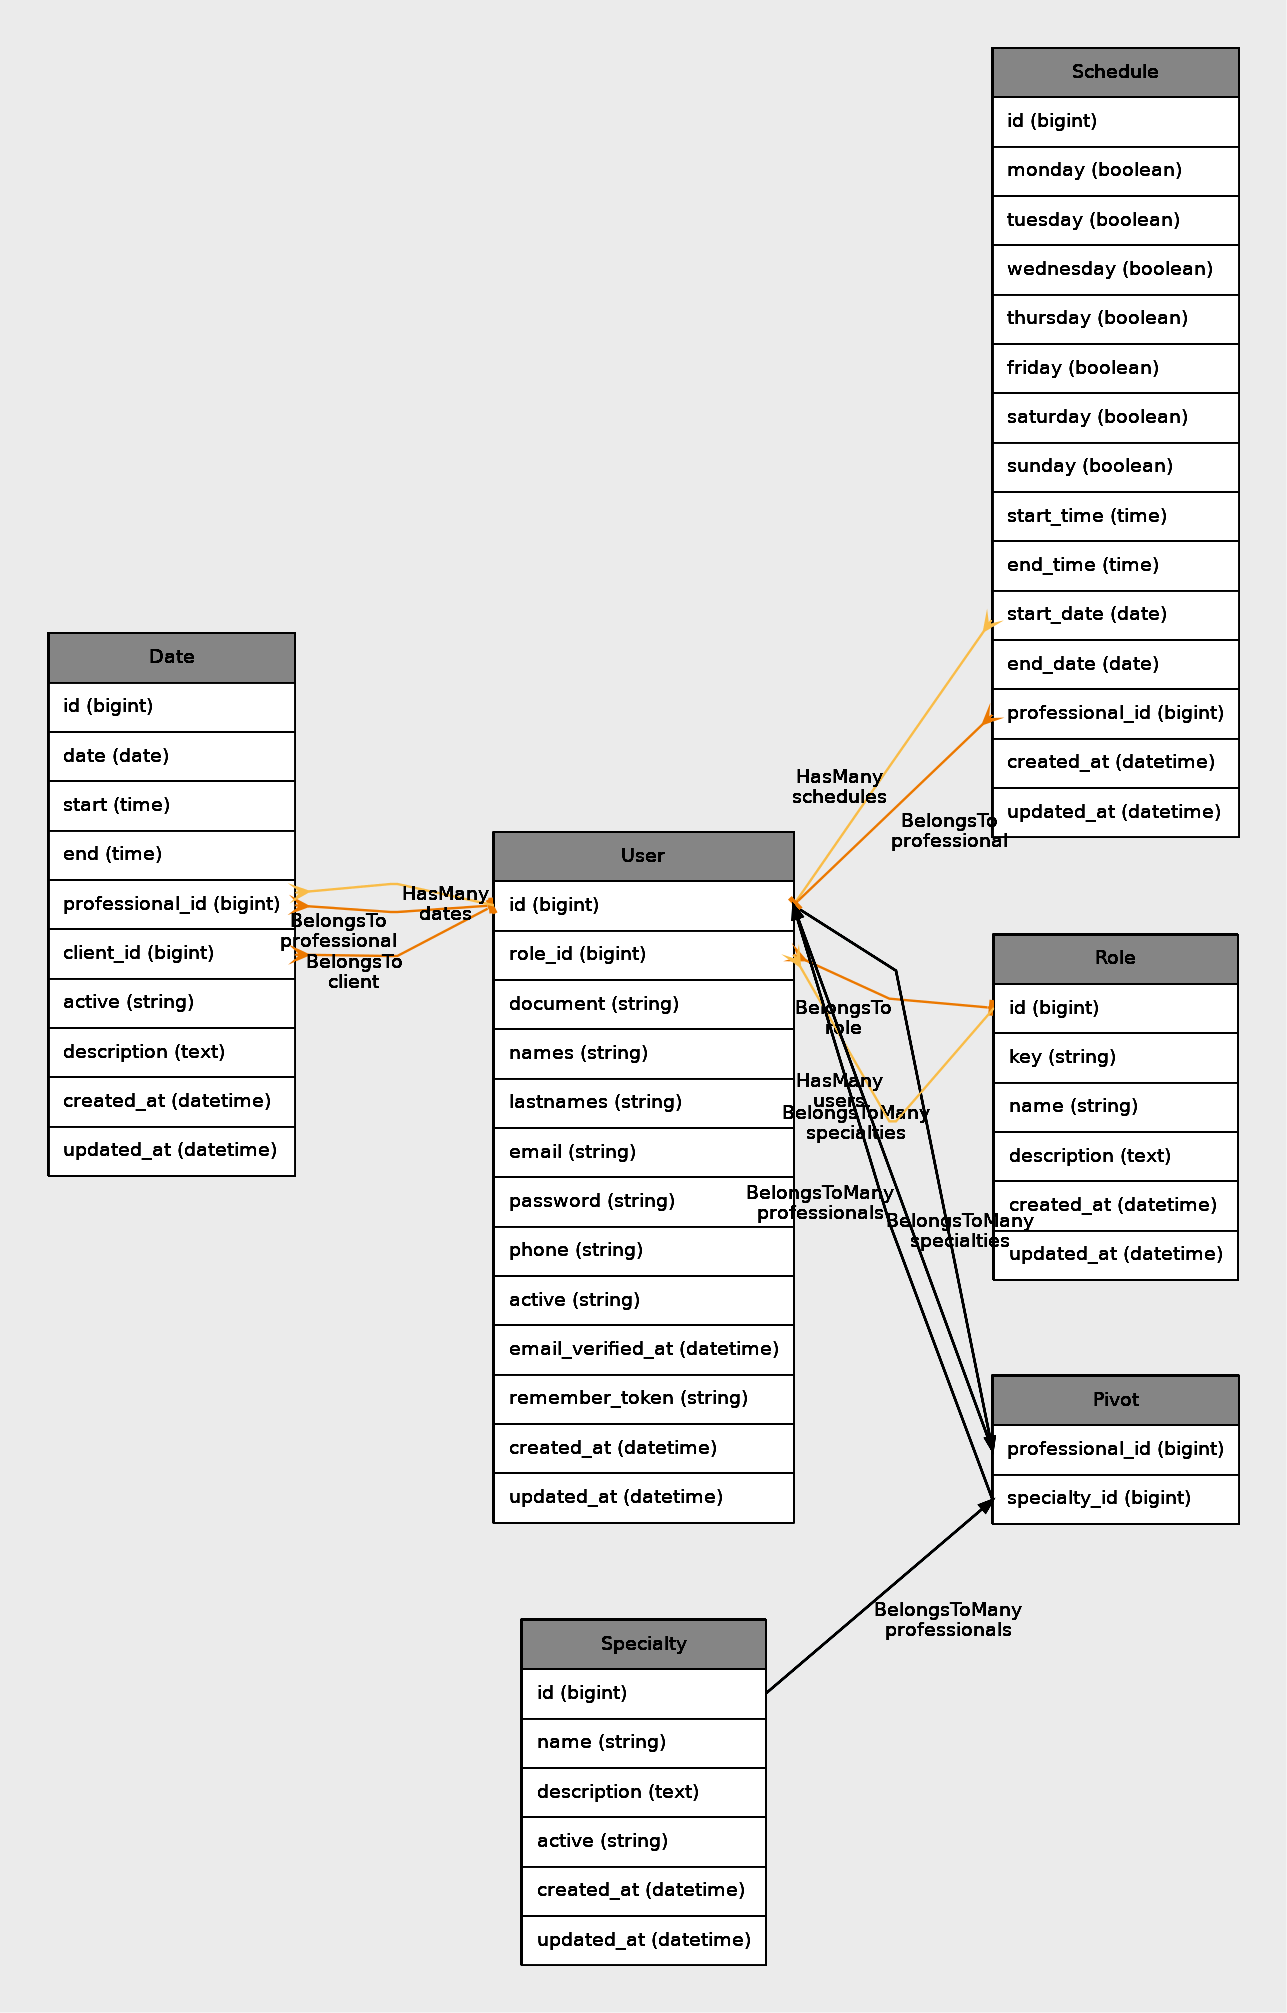 Schedule
id (bigint)
monday (boolean)
tuesday (boolean)
wednesday (boolean)
thursday (boolean)
friday (boolean)
saturday (boolean)
sunday (boolean)
start_time (time)
end_time (time)
start_date (date)
end_date (date)
professional_id (bigint)
created_at (datetime)
updated_at (datetime)
Date
id (bigint)
date (date)
start (time)
end (time)
professional_id (bigint)
client_id (bigint)
active (string)
description (text)
created_at (datetime)
updated_at (datetime)
HasMany
dates
BelongsTo
professional
BelongsTo
client
User
id (bigint)
role_id (bigint)
document (string)
names (string)
lastnames (string)
email (string)
password (string)
phone (string)
active (string)
email_verified_at (datetime)
remember_token (string)
created_at (datetime)
updated_at (datetime)
HasMany
schedules
BelongsTo
professional
BelongsTo
role
HasMany
users
BelongsToMany
specialties
BelongsToMany
professionals
BelongsToMany
specialties
Role
id (bigint)
key (string)
name (string)
description (text)
created_at (datetime)
updated_at (datetime)
Pivot
professional_id (bigint)
specialty_id (bigint)
BelongsToMany
professionals
Specialty
id (bigint)
name (string)
description (text)
active (string)
created_at (datetime)
updated_at (datetime)